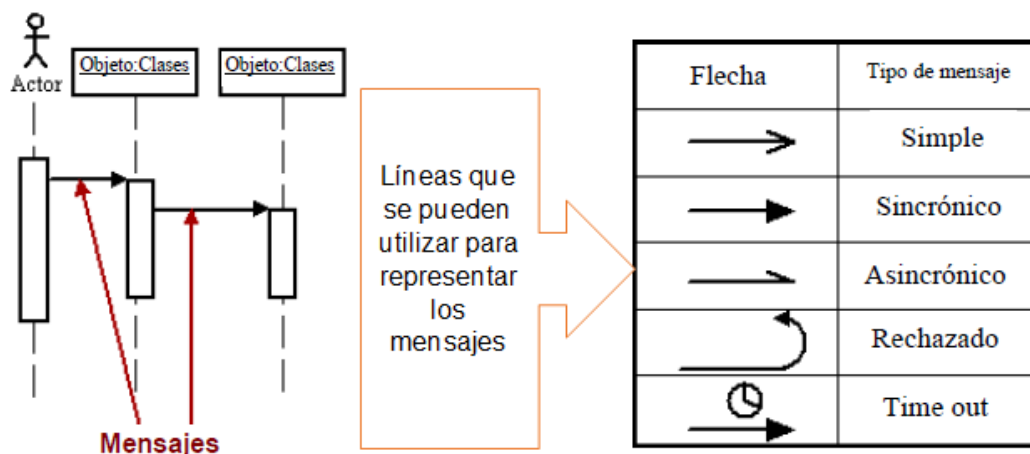 Actor
Objeto:Clases
Objeto:Clases
Mensajes
Líneas que
se pueden
utilizar para
representar
los
mensajes
Flecha
Tipo de mensaje
Simple
Sincrónico
Asincrónico
Rechazado
Time out